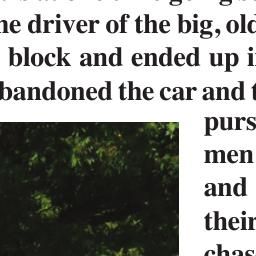 he driver of the big, old
block and ended up i
bandoned the car and t
purs
men
and
their
chas